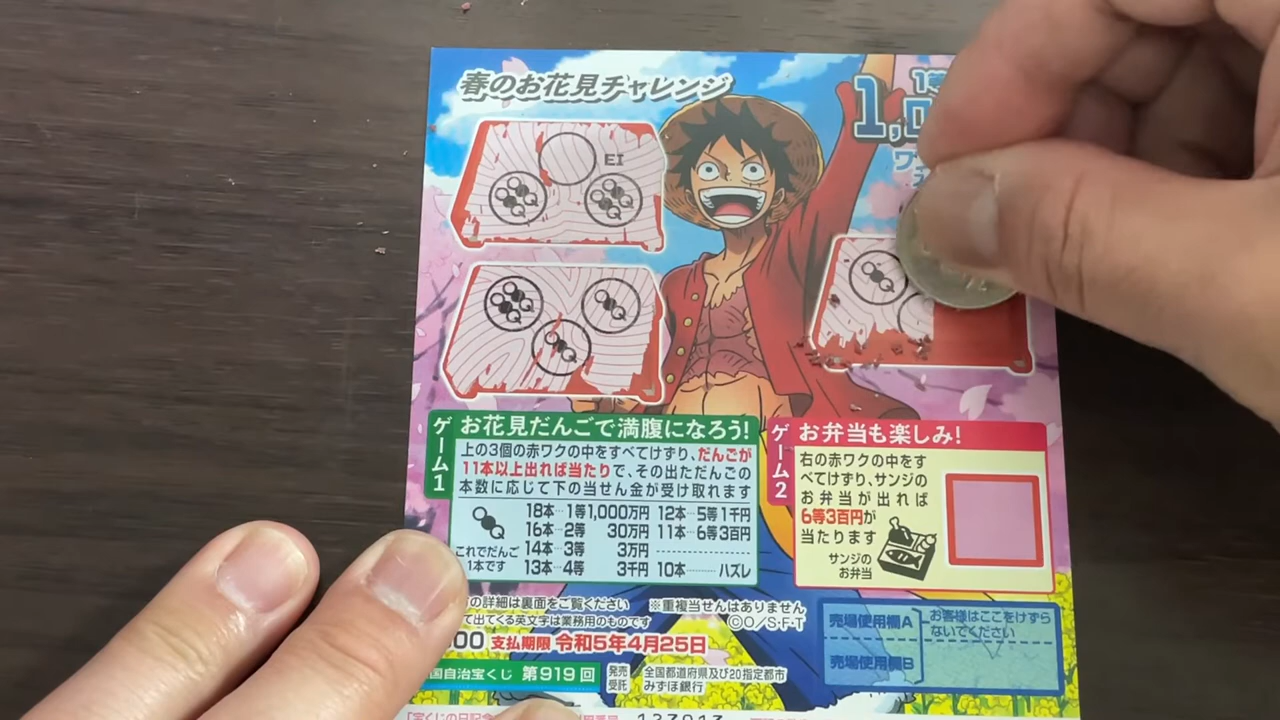 春のお花見チャレンジ
1等
1,0
ワ
EI
ゲーム1
お花見だんごで満腹になろう!
上の3個の赤ワクの中をすべてけずり、だんごが
11本以上出れば当たりで、その出ただんごの
本数に応じて下の当せん金が受け取れます
18本…1等1,000万円 12本…5等1千円
16本…2等 30万円 11本…6等3百円
これでだんご 14本…3等 3万円
1本です 13本…4等 3千円 10本………ハズレ
ゲーム2
お弁当も楽しみ!
右の赤ワクの中をす
べてけずり、サンジの
お弁当が出れば
6等3百円が
当たります
サンジの
お弁当
の詳細は裏面をご覧ください ※重複当せんはありません
て出てくる英文字は業務用のものです ©O/S・F・T
00 支払期限 令和5年4月25日
国自治宝くじ 第919回
発売 全国都道府県及び20指定都市
受託 みずほ銀行
売場使用欄A
お客様はここをけずら
ないでください
売場使用欄B